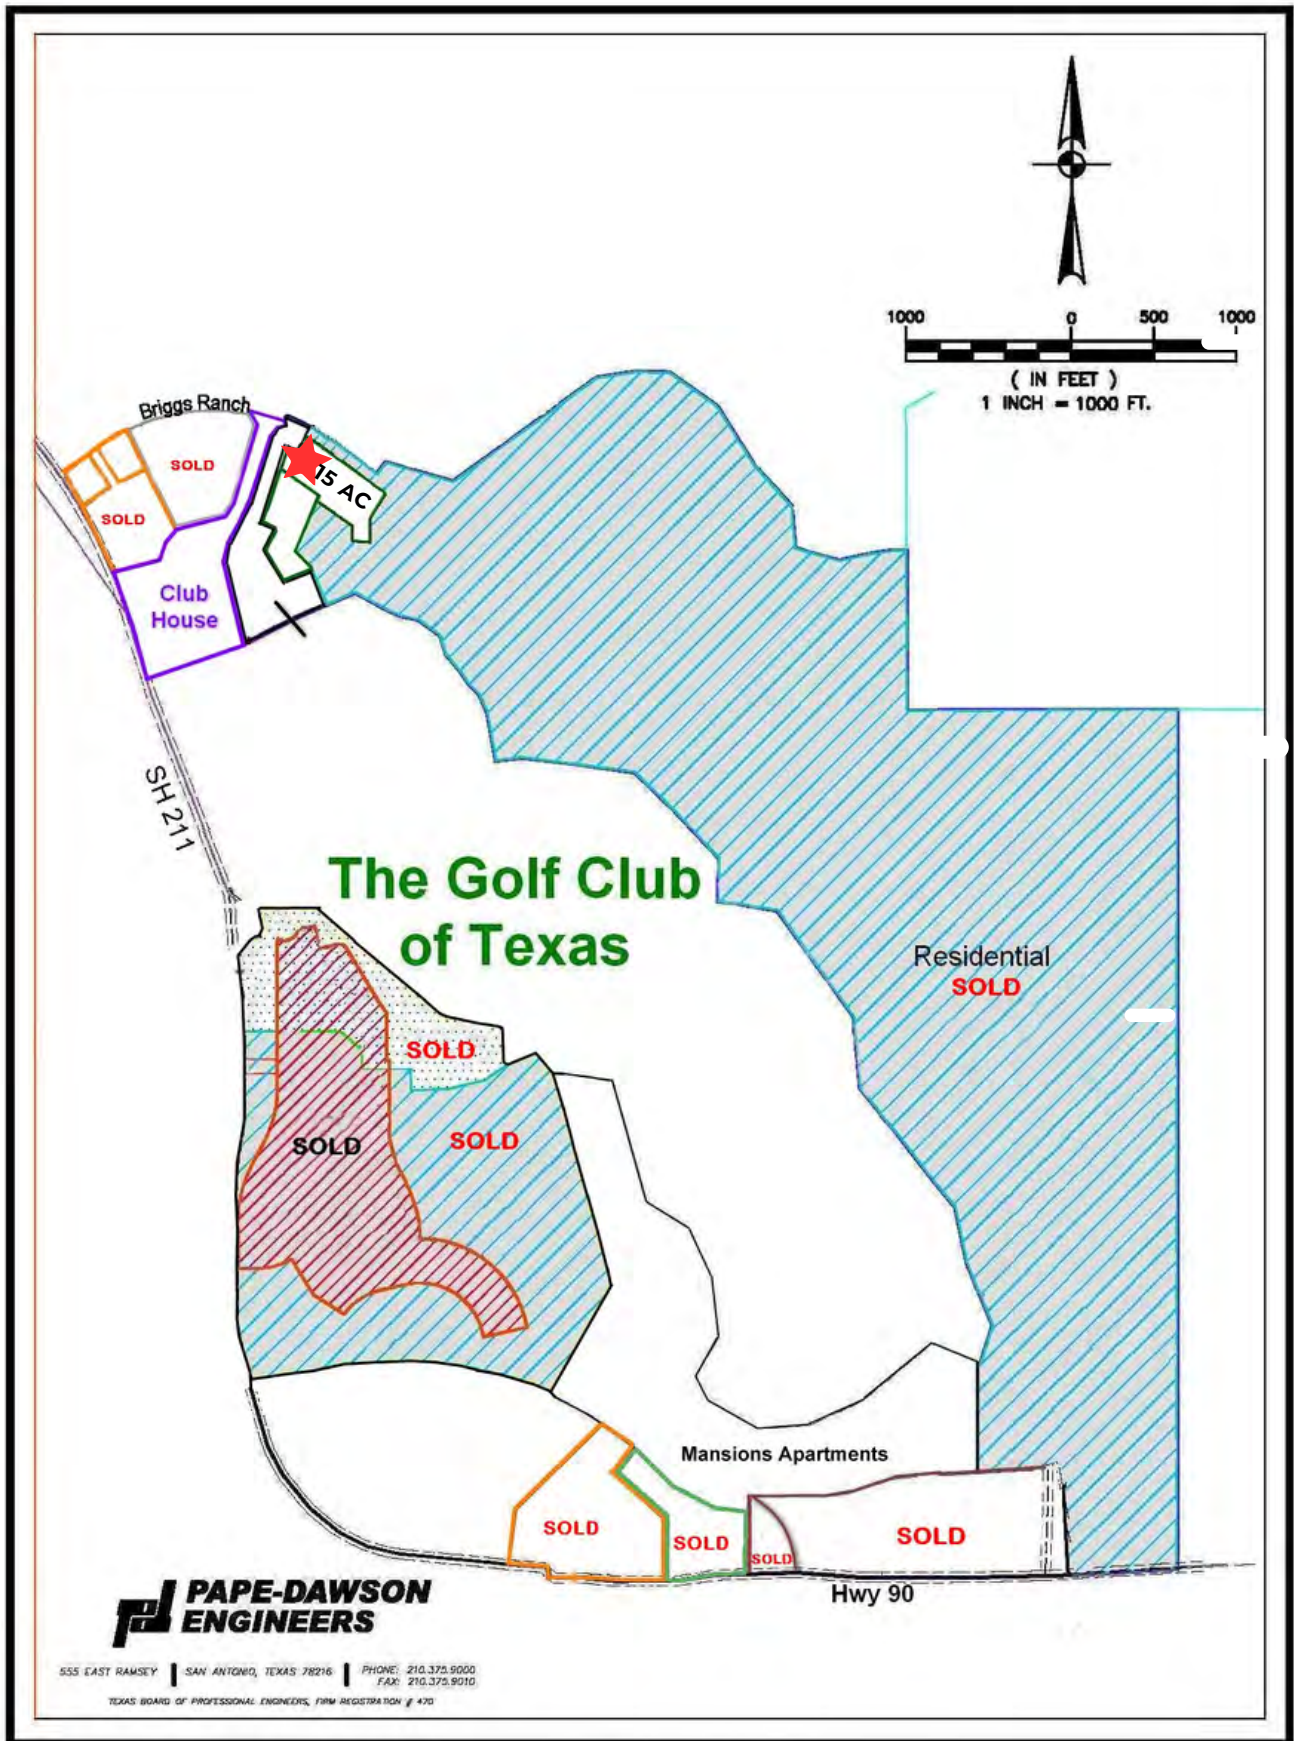 1000 0 500 1000
( IN FEET )
1 INCH = 1000 FT.
Briggs Ranch
SOLD
15 AC
SOLD
Club
House
SH 211
The Golf Club
of Texas
Residential
SOLD
SOLD
SOLD
SOLD
Mansions Apartments
SOLD
SOLD
SOLD
SOLD
Hwy 90
PAPE-DAWSON
ENGINEERS
555 EAST RAMSEY | SAN ANTONIO, TEXAS 78216 | PHONE: 210.375.9000
FAX: 210.375.9010
TEXAS BOARD OF PROFESSIONAL ENGINEERS, FIRM REGISTRATION # 470